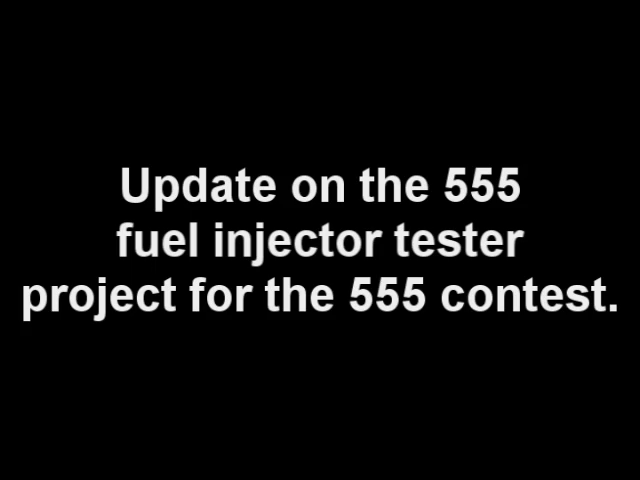 Update on the 555
fuel injector tester
project for the 555 contest.